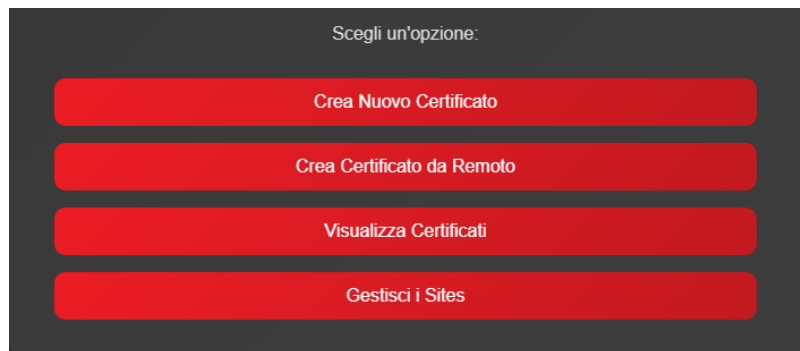 Scegli un'opzione:
Crea Nuovo Certificato
Crea Certificato da Remoto
Visualizza Certificati
Gestisci i Sites